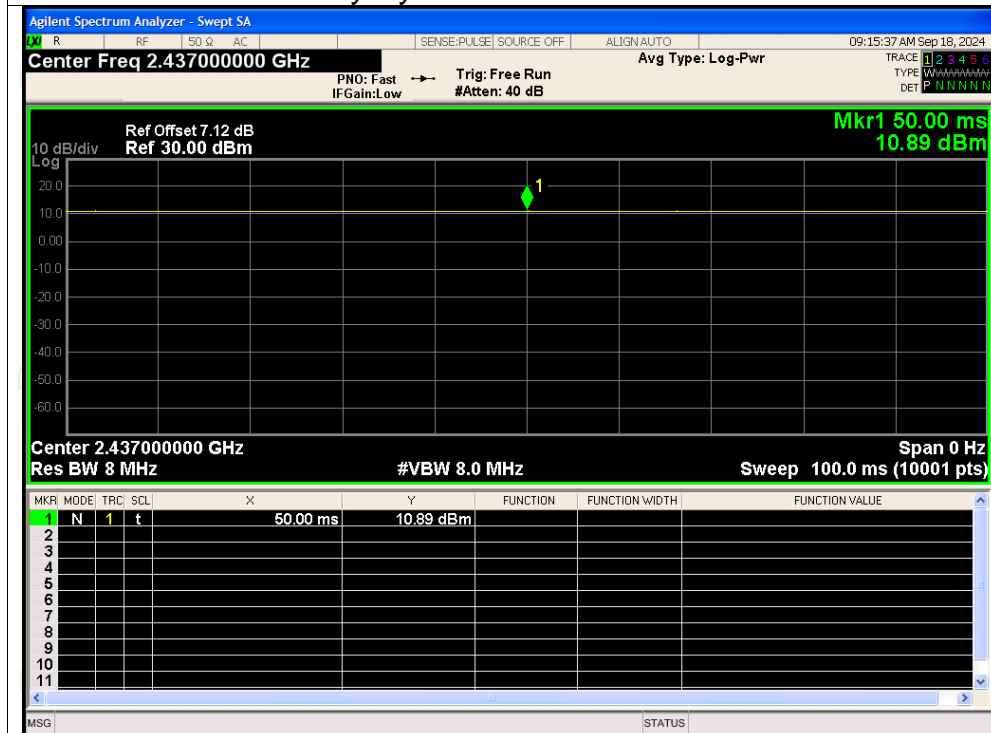 Agilent Spectrum Analyzer - Swept SA
LXI R RF 50 Ω AC SENSE:PULSE SOURCE OFF ALIGN AUTO 09:15:37 AM Sep 18, 2024
Center Freq 2.437000000 GHz
PNO: Fast
IFGain:Low
Trig: Free Run
#Atten: 40 dB
Avg Type: Log-Pwr
TRACE 1 2 3 4 5 6
TYPE W
DET P N N N N N
Mkr1 50.00 ms
10.89 dBm
Ref Offset 7.12 dB
10 dB/div Ref 30.00 dBm
Log
1
20.0
10.0
0.00
-10.0
-20.0
-30.0
-40.0
-50.0
-60.0
Center 2.437000000 GHz Span 0 Hz
Res BW 8 MHz #VBW 8.0 MHz Sweep 100.0 ms (10001 pts)
MKR MODE TRC SCL X Y FUNCTION FUNCTION WIDTH FUNCTION VALUE
1 N 1 t 50.00 ms 10.89 dBm
2
3
4
5
6
7
8
9
10
11
MSG STATUS